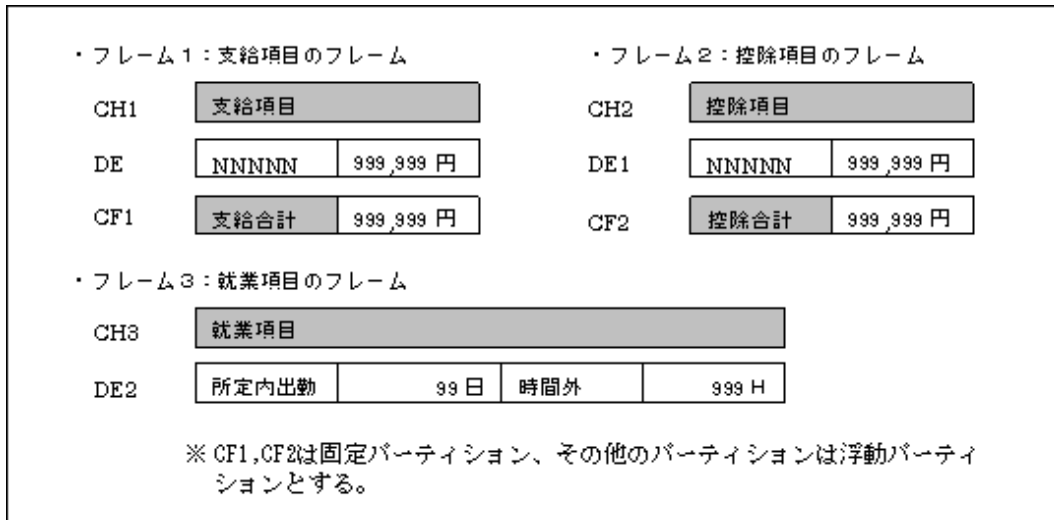 ・フレーム1:支給項目のフレーム
CH1 支給項目
DE NNNNN 999,999 円
CF1 支給合計 999,999 円
・フレーム2:控除項目のフレーム
CH2 控除項目
DE1 NNNNN 999,999 円
CF2 控除合計 999,999 円
・フレーム3:就業項目のフレーム
CH3 就業項目
DE2 所定内出勤 99 日 時間外 999 H
※ CF1,CF2は固定パーティション、その他のパーティションは浮動パーティ
ションとする。